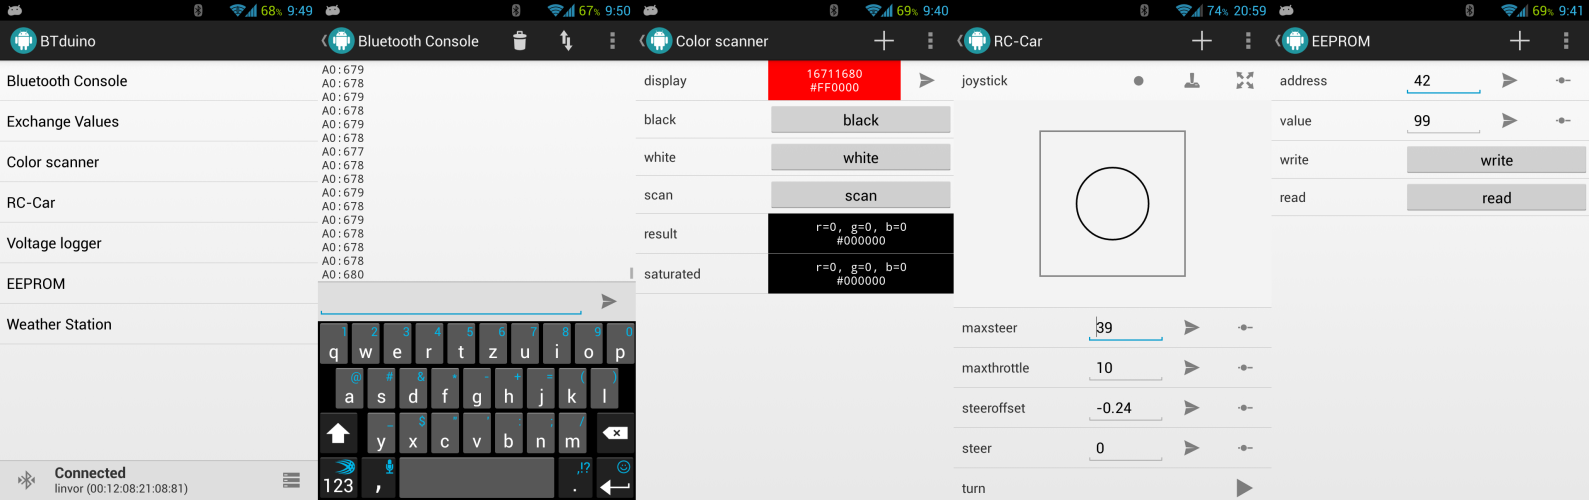 68% 9:49
BTduino
Bluetooth Console
Exchange Values
Color scanner
RC-Car
Voltage logger
EEPROM
Weather Station
Connected
linvor (00:12:08:21:08:81)
67% 9:50
Bluetooth Console
A0:679
A0:678
A0:679
A0:678
A0:679
A0:678
A0:677
A0:678
A0:678
A0:679
A0:678
A0:679
A0:678
A0:678
A0:678
A0:680
1 2 3 4 5 6 7 8 9 0
q w e r t z u i o p
@ # & * - + = ( )
a s d f g h j k l
_ $ " ' : ; /
y x c v b n m
,!?
123 , .
69% 9:40
Color scanner
display
16711680
#FF0000
black black
white white
scan scan
result
r=0, g=0, b=0
#000000
saturated
r=0, g=0, b=0
#000000
74% 20:59
RC-Car
joystick
maxsteer 39
maxthrottle 10
steeroffset -0.24
steer 0
turn
69% 9:41
EEPROM
address 42
value 99
write write
read read